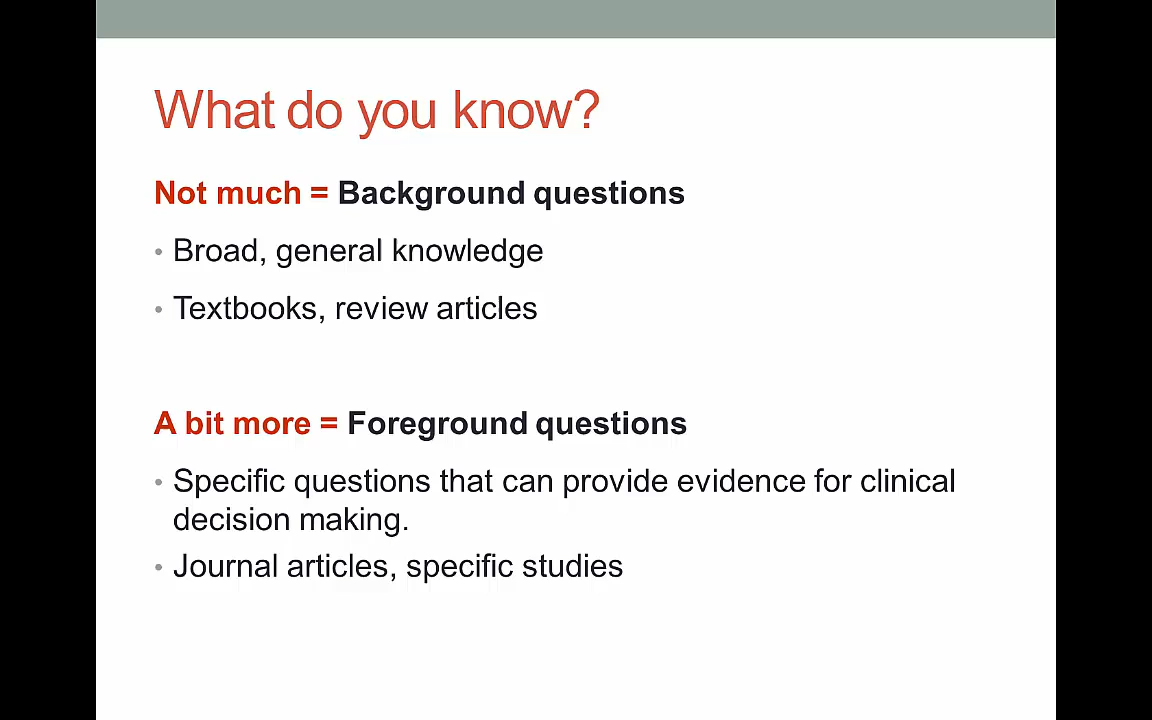 What do you know?
Not much = Background questions
• Broad, general knowledge
• Textbooks, review articles
A bit more = Foreground questions
• Specific questions that can provide evidence for clinical
decision making.
• Journal articles, specific studies